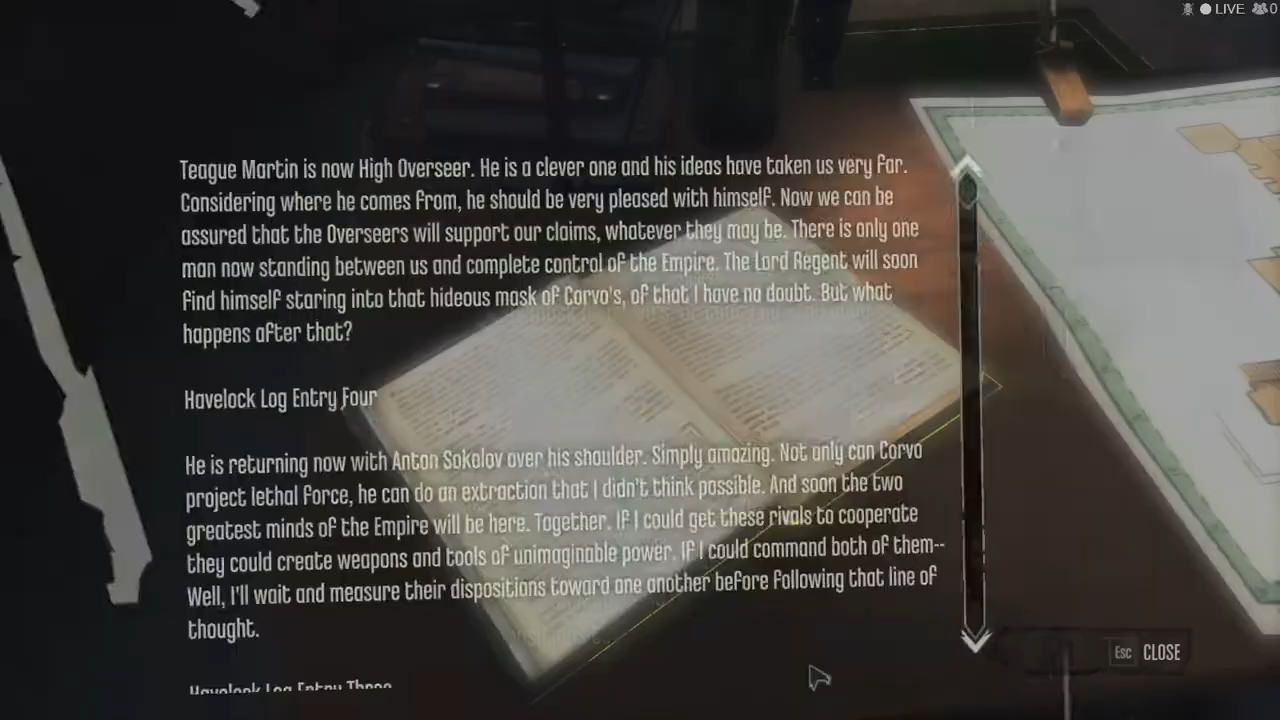 LIVE 0
Teague Martin is now High Overseer. He is a clever one and his ideas have taken us very far.
Considering where he comes from, he should be very pleased with himself. Now we can be
assured that the Overseers will support our claims, whatever they may be. There is only one
man now standing between us and complete control of the Empire. The Lord Regent will soon
find himself staring into that hideous mask of Corvo's, of that I have no doubt. But what
happens after that?
Havelock Log Entry Four
He is returning now with Anton Sokolov over his shoulder. Simply amazing. Not only can Corvo
project lethal force, he can do an extraction that I didn't think possible. And soon the two
greatest minds of the Empire will be here. Together. If I could get these rivals to cooperate
they could create weapons and tools of unimaginable power. If I could command both of them--
Well, I'll wait and measure their dispositions toward one another before following that line of
thought.
Esc CLOSE
Havelock Log Entry Three